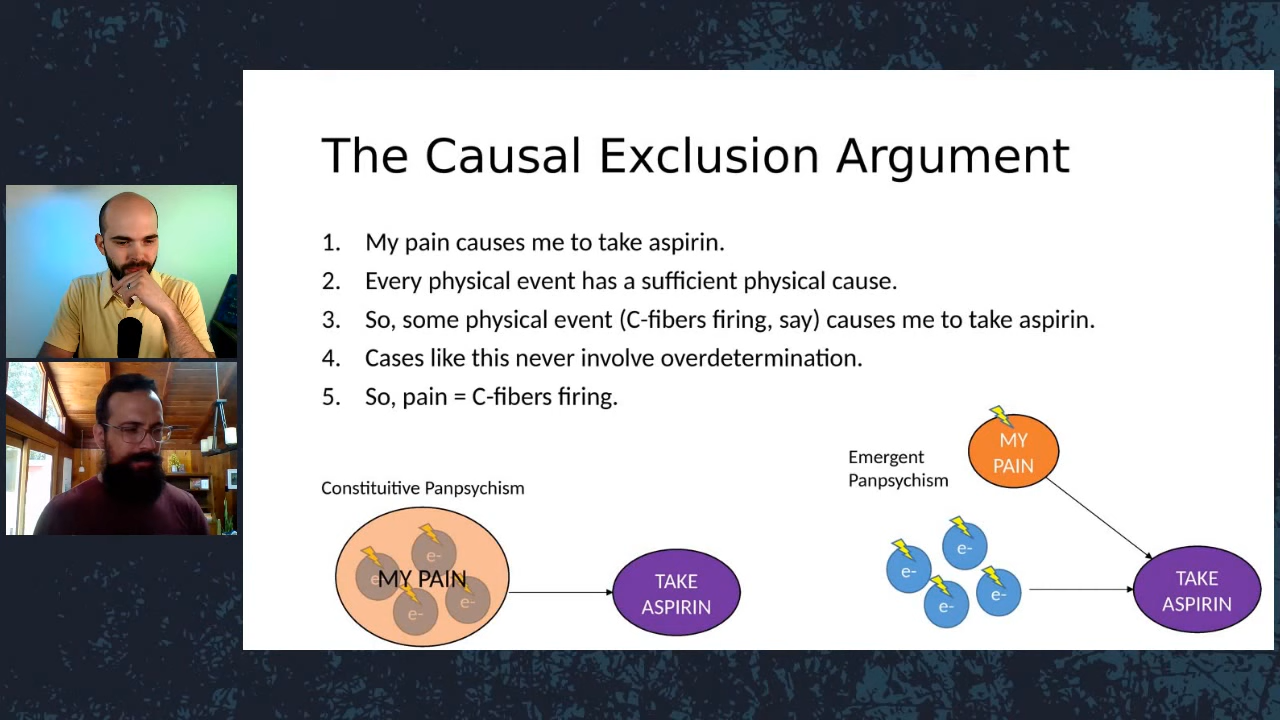 The Causal Exclusion Argument
1. My pain causes me to take aspirin.
2. Every physical event has a sufficient physical cause.
3. So, some physical event (C-fibers firing, say) causes me to take aspirin.
4. Cases like this never involve overdetermination.
5. So, pain = C-fibers firing.
Constituitive Panpsychism
e-
e-
MY PAIN
e-
e-
TAKE
ASPIRIN
Emergent
Panpsychism
MY
PAIN
e-
e-
e-
e-
TAKE
ASPIRIN